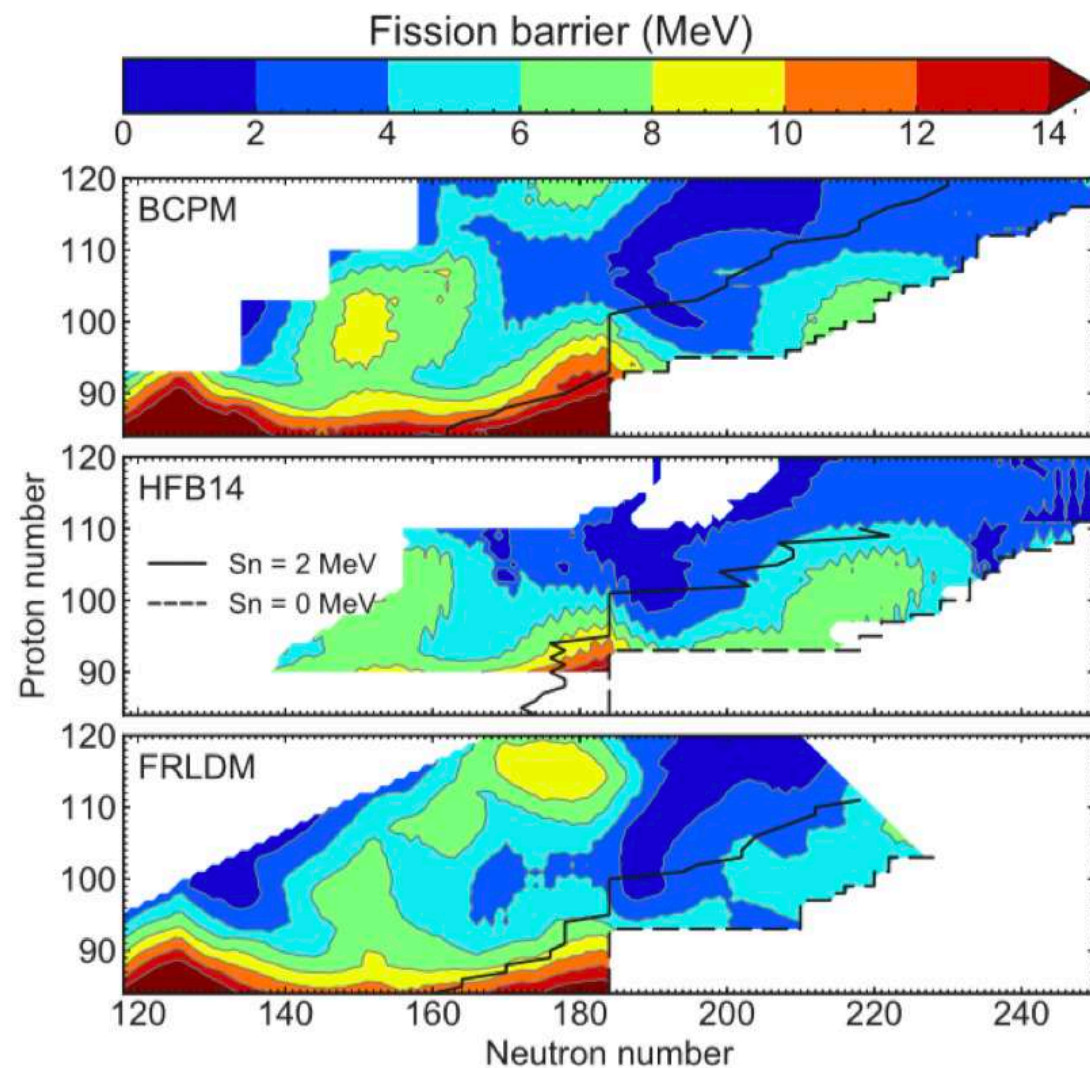 Fission barrier (MeV)
0 2 4 6 8 10 12 14
120
BCPM
110
100
90
120
HFB14
110
Sn = 2 MeV
100
Sn = 0 MeV
90
Proton number
120
FRLDM
110
100
90
120 140 160 180 200 220 240
Neutron number